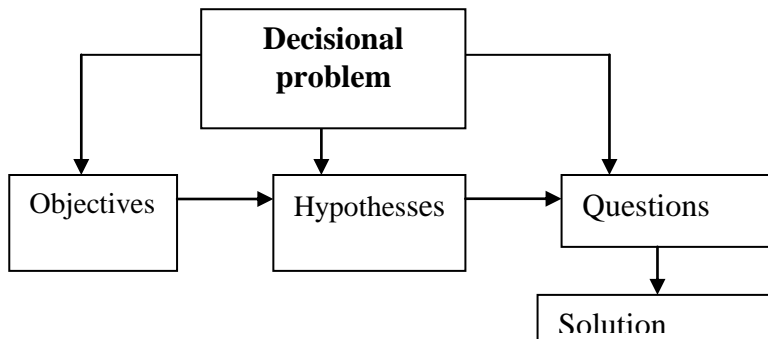 Decisional
problem
Objectives
Hypothesses
Questions
Solution